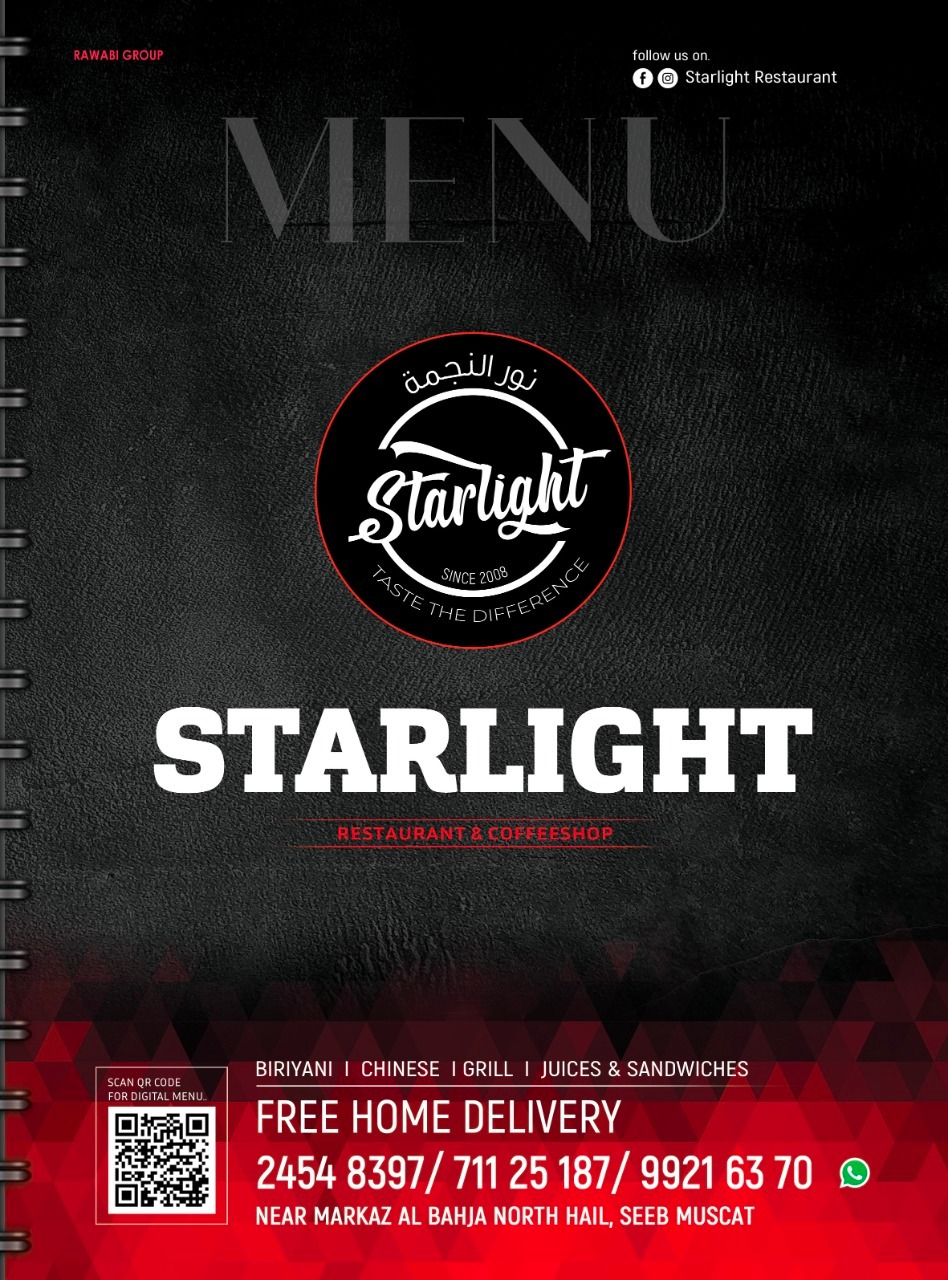 RAWABI GROUP
follow us on.
Starlight Restaurant
MENU
نور النجمة
Starlight
SINCE 2008
TASTE THE DIFFERENCE
STARLIGHT
RESTAURANT & COFFEESHOP
SCAN QR CODE
FOR DIGITAL MENU..
BIRIYANI I CHINESE I GRILL I JUICES & SANDWICHES
FREE HOME DELIVERY
2454 8397/ 711 25 187/ 9921 63 70
NEAR MARKAZ AL BAHJA NORTH HAIL, SEEB MUSCAT